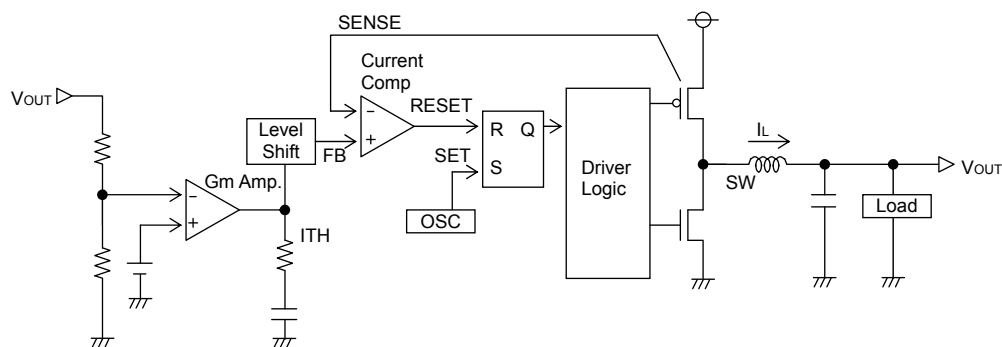 SENSE
Current
Comp
VOUT
RESET
Level
Shift
FB
R Q
S
SET
OSC
Gm Amp.
ITH
Driver
Logic
IL
SW
VOUT
Load
- +
- +